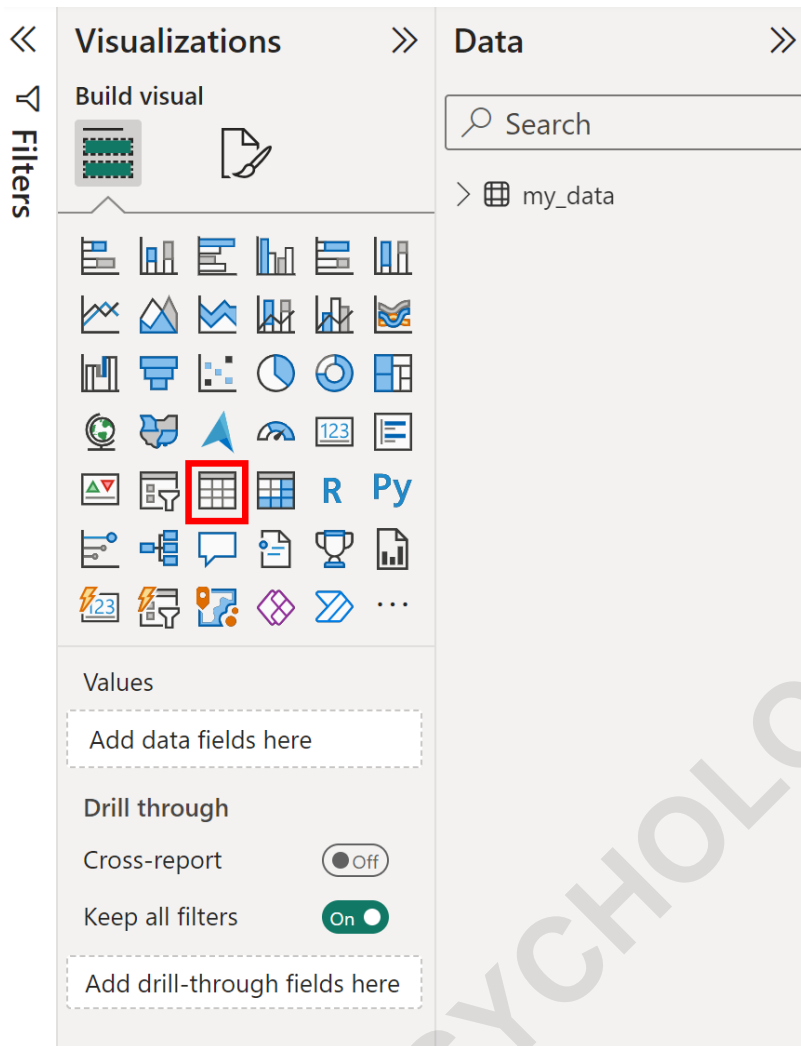 Filters
Visualizations
Build visual
123
R
Py
123
Values
Add data fields here
Drill through
Cross-report
Off
Keep all filters
On
Add drill-through fields here
Data
Search
my_data